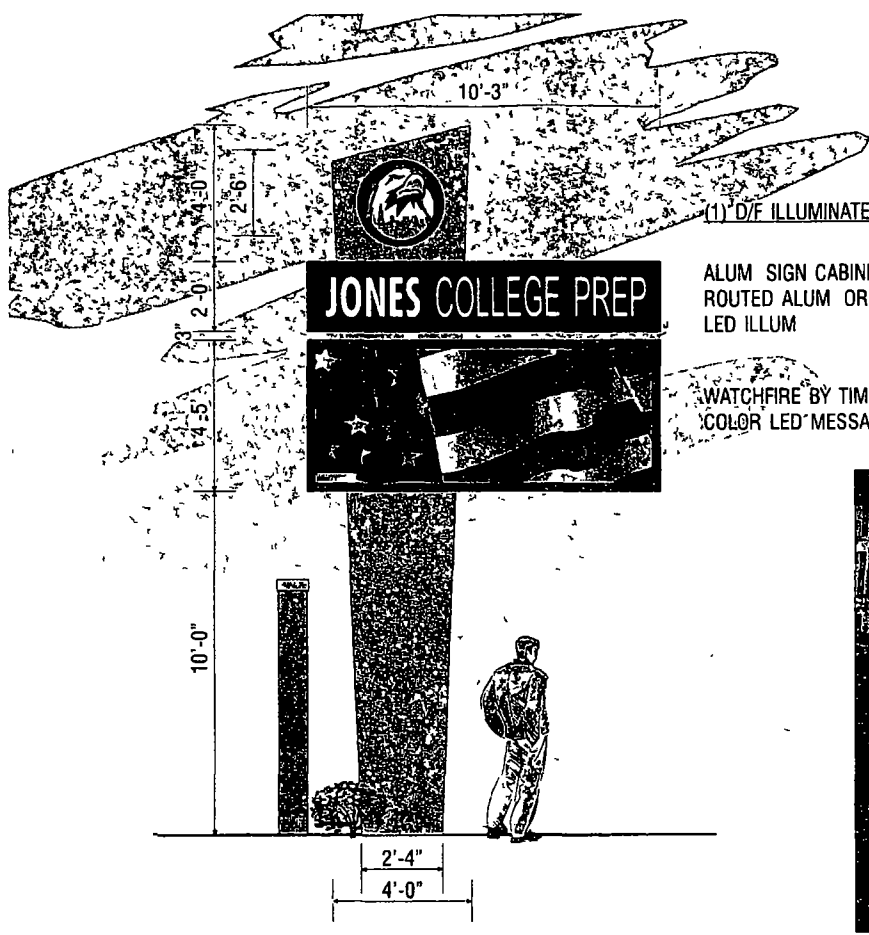 10'-3"
4'-0"
2'-6"
(1) D/F ILLUMINATE
2'-0"
JONES COLLEGE PREP
ALUM SIGN CABIN
ROUTED ALUM OR
LED ILLUM
3"
4'-5"
WATCHFIRE BY TIM
COLOR LED MESSA
10'-0"
2'-4"
4'-0"